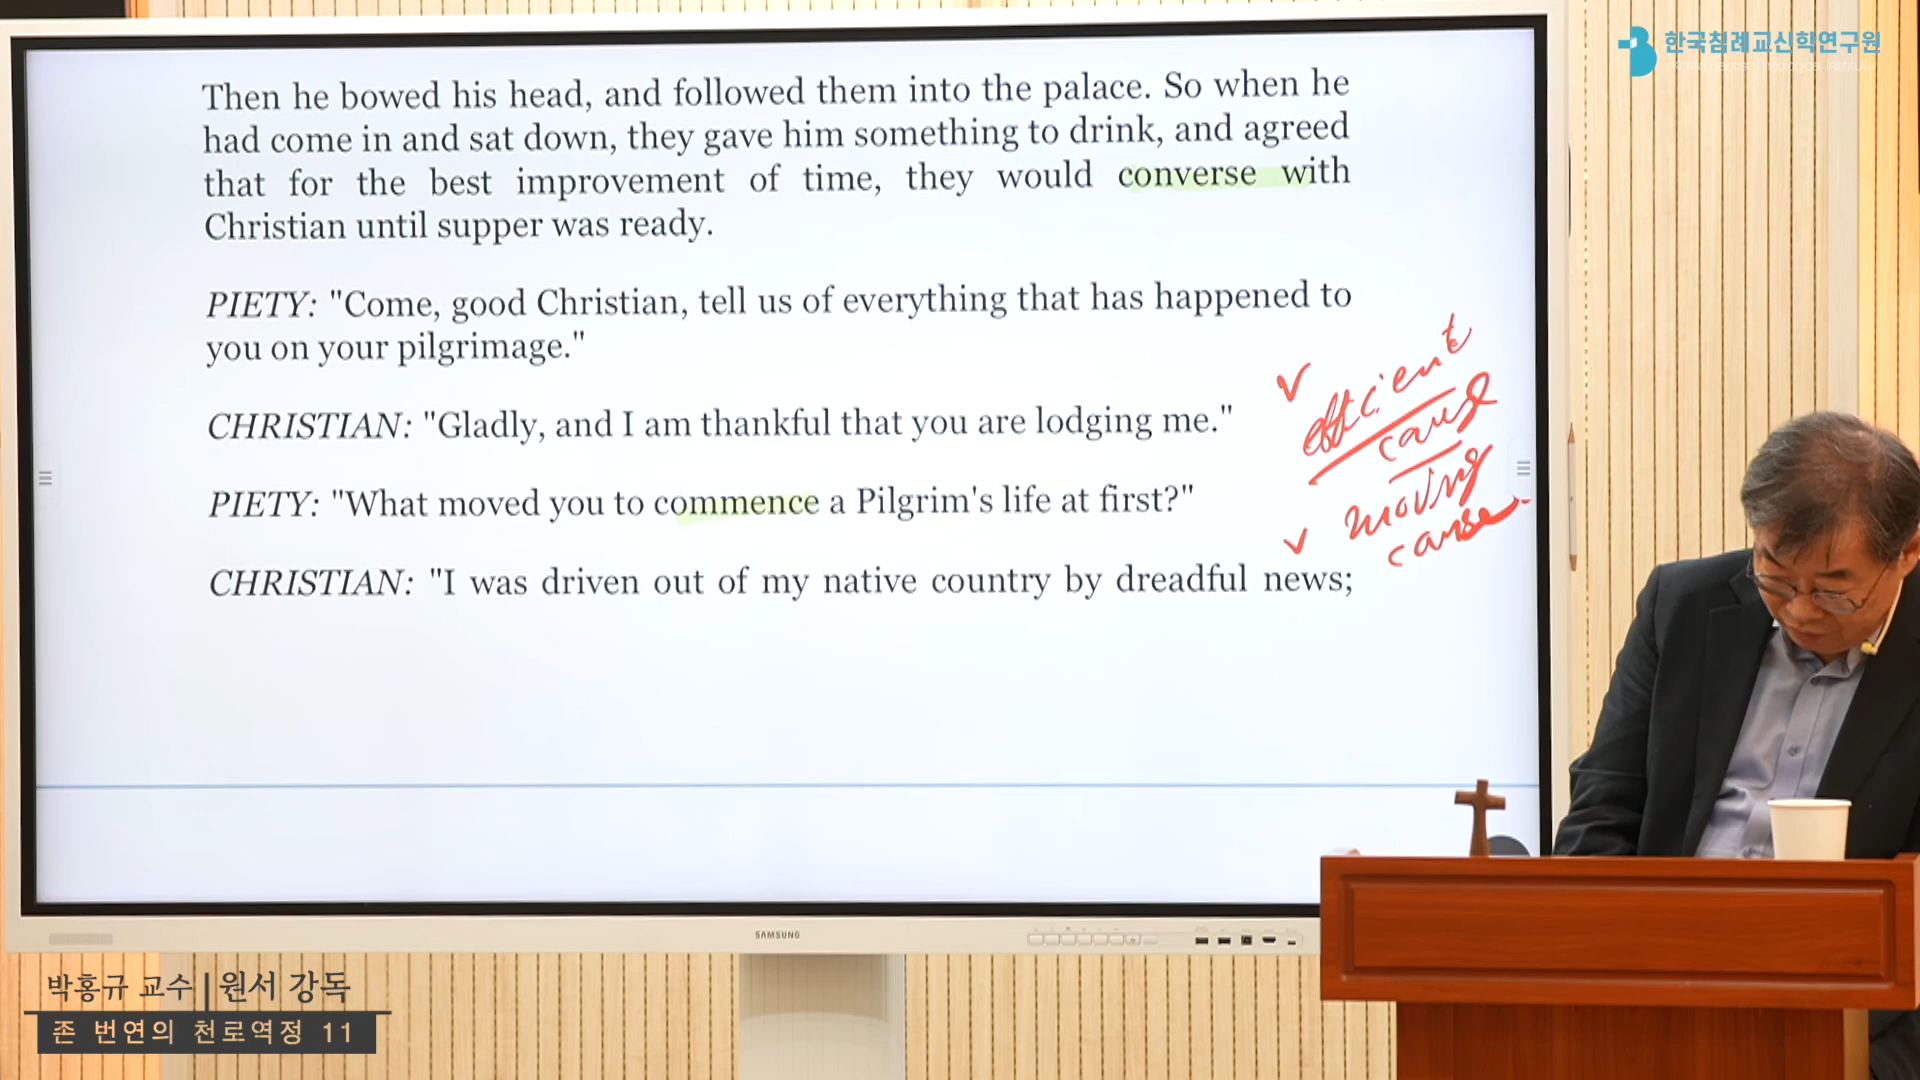 한국침례교신학연구원
Korea Baptist Theological Institute
Then he bowed his head, and followed them into the palace. So when he
had come in and sat down, they gave him something to drink, and agreed
that for the best improvement of time, they would converse with
Christian until supper was ready.
PIETY: "Come, good Christian, tell us of everything that has happened to
you on your pilgrimage."
CHRISTIAN: "Gladly, and I am thankful that you are lodging me."
PIETY: "What moved you to commence a Pilgrim's life at first?"
CHRISTIAN: "I was driven out of my native country by dreadful news;
efficient
cause
moving
cause.
SAMSUNG
박홍규 교수 | 원서 강독
존 번연의 천로역정 11